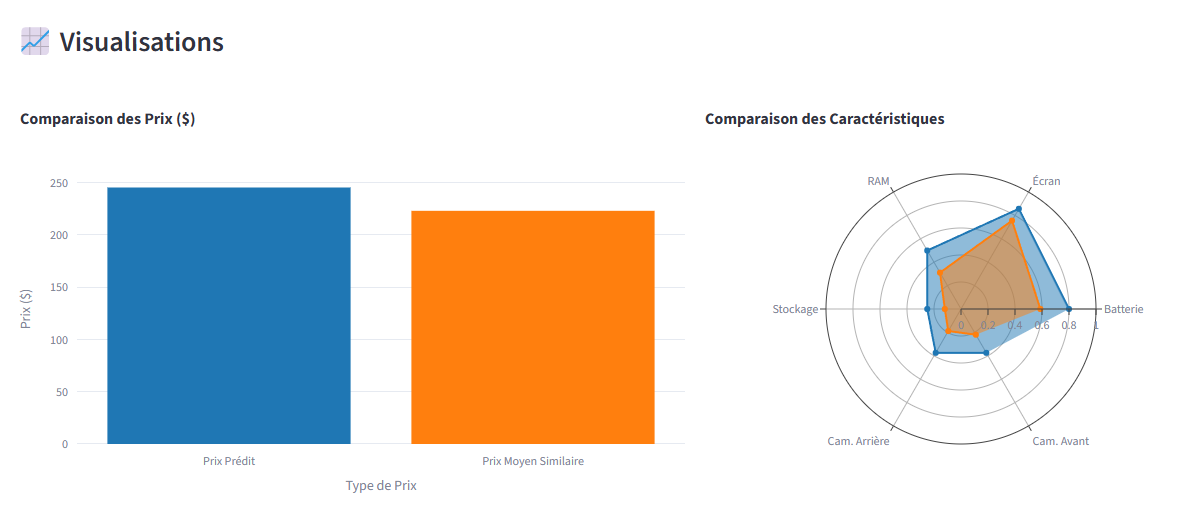 Visualisations
Comparaison des Prix ($)
Comparaison des Caractéristiques
250
200
150
100
50
0
Prix ($)
Prix Prédit
Prix Moyen Similaire
Type de Prix
RAM
Écran
Stockage
Batterie
0 0.2 0.4 0.6 0.8 1
Cam. Arrière
Cam. Avant